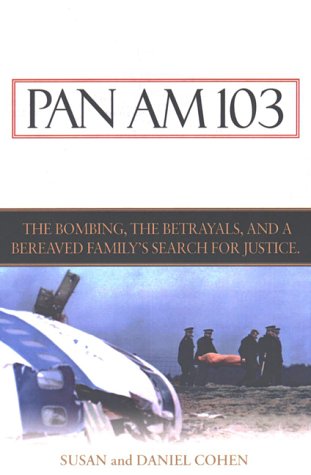 PAN AM 103
THE BOMBING, THE BETRAYALS, AND A
BEREAVED FAMILY'S SEARCH FOR JUSTICE.
SUSAN and DANIEL COHEN